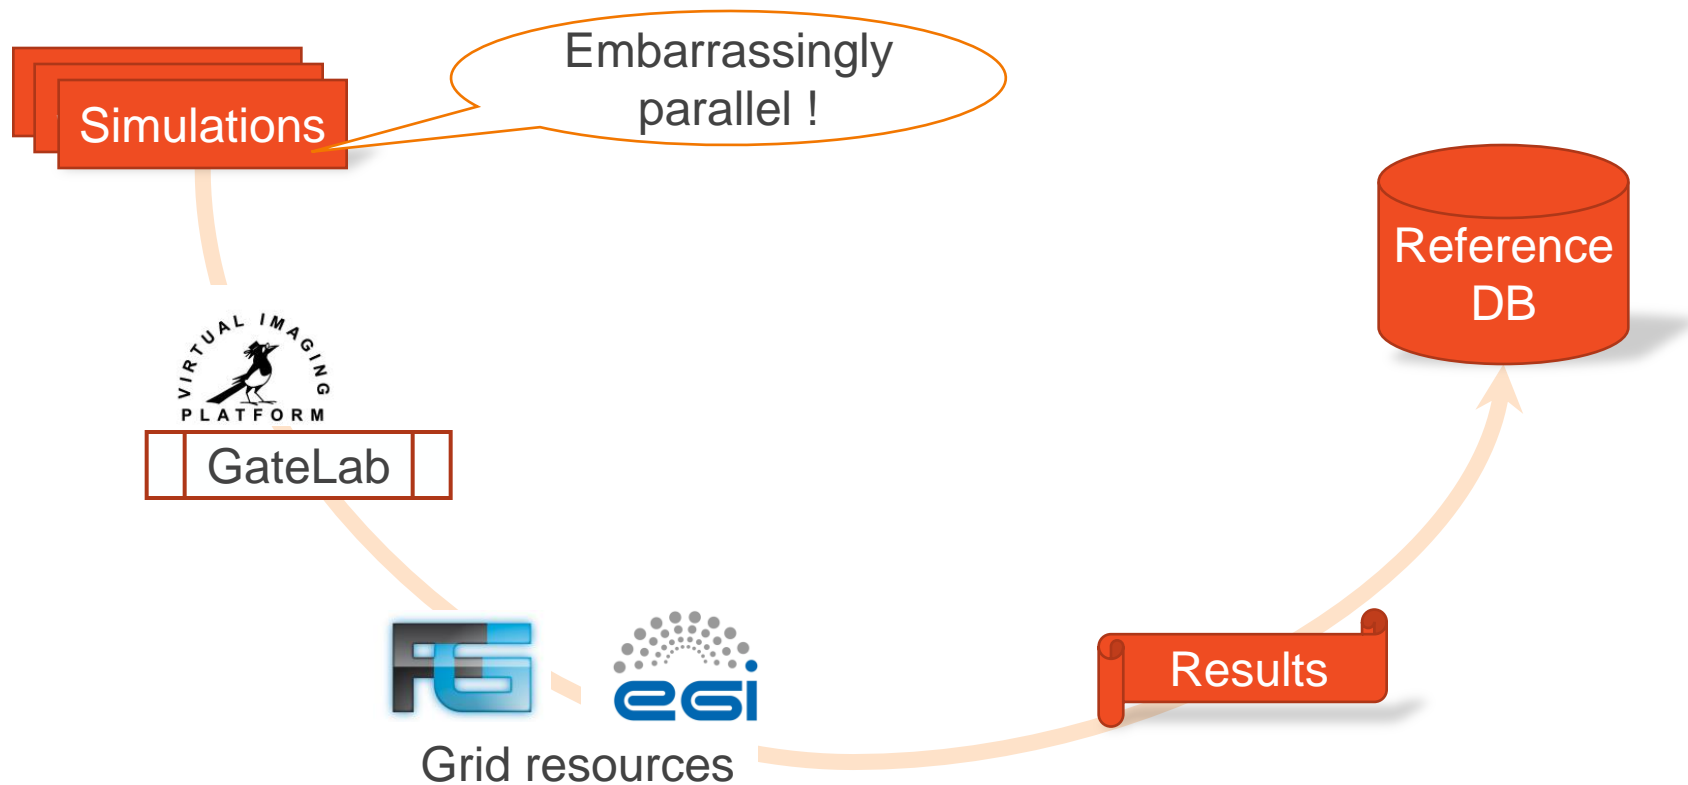 Embarrassingly
parallel !
Simulations
Reference
DB
VIRTUAL IMAGING
PLATFORM
GateLab
FG
egi
Results
Grid resources